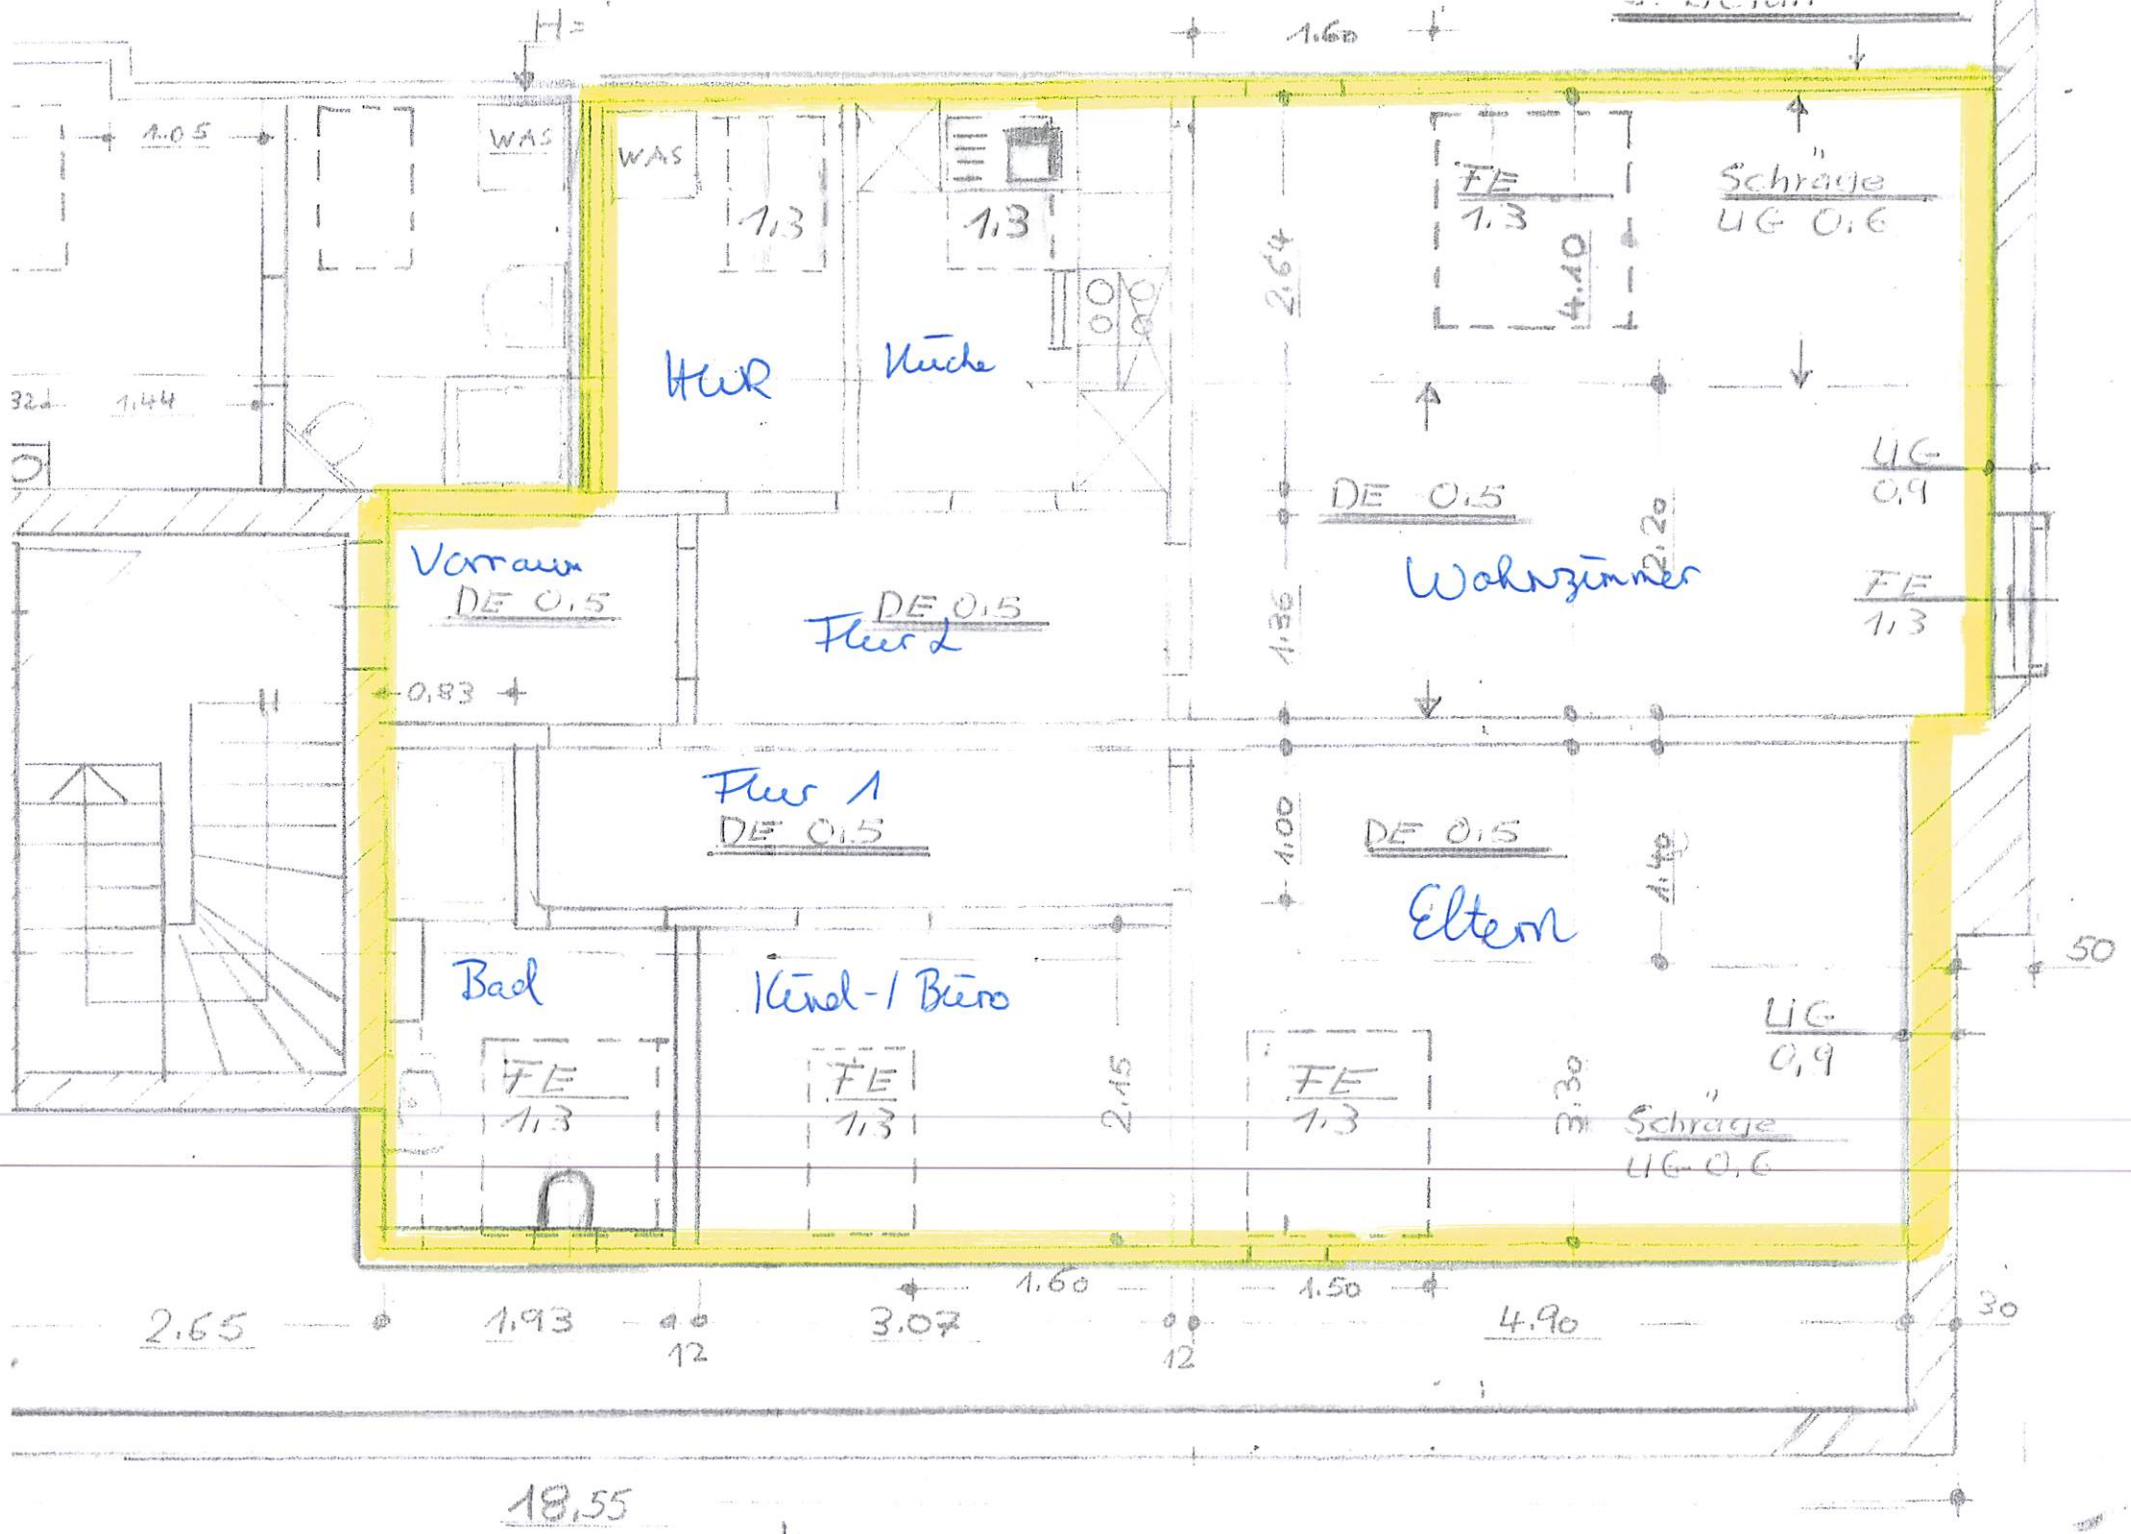 H=
1.60
1.05
WAS
WAS
1,3
1,3
FE
1.3
Schräge
UG 0.6
2.64
4.10
HWR
Küche
32
1.44
UG
0,9
DE 0.5
2.20
Vorraum
DE 0.5
DE 0.5
Flur 2
Wohnzimmer
FE
1,3
1.36
0,83
Flur 1
DE 0.5
1.00
DE 0.5
1.40
Eltern
50
Bad
Kind-/Büro
UG
0,9
FE
1,3
FE
1,3
2.15
FE
1.3
3.30
Schräge
UG 0.6
1.60
1.50
2.65
1.93
3.07
4.90
30
12
12
18,55